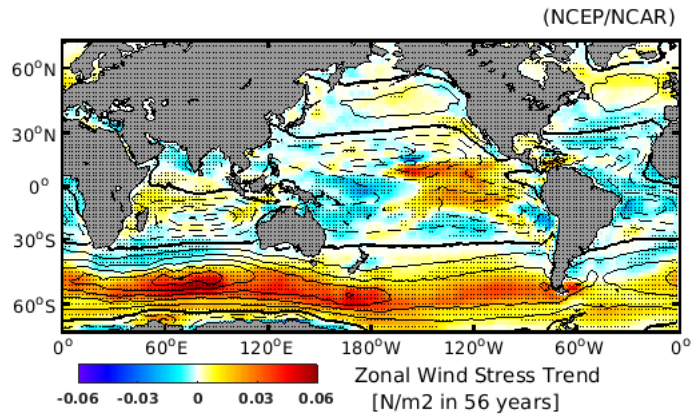 (NCEP/NCAR)
60°N
30°N
0°
30°S
60°S
0° 60°E 120°E 180°W 120°W 60°W 0°
-0.06 -0.03 0 0.03 0.06
Zonal Wind Stress Trend
[N/m2 in 56 years]